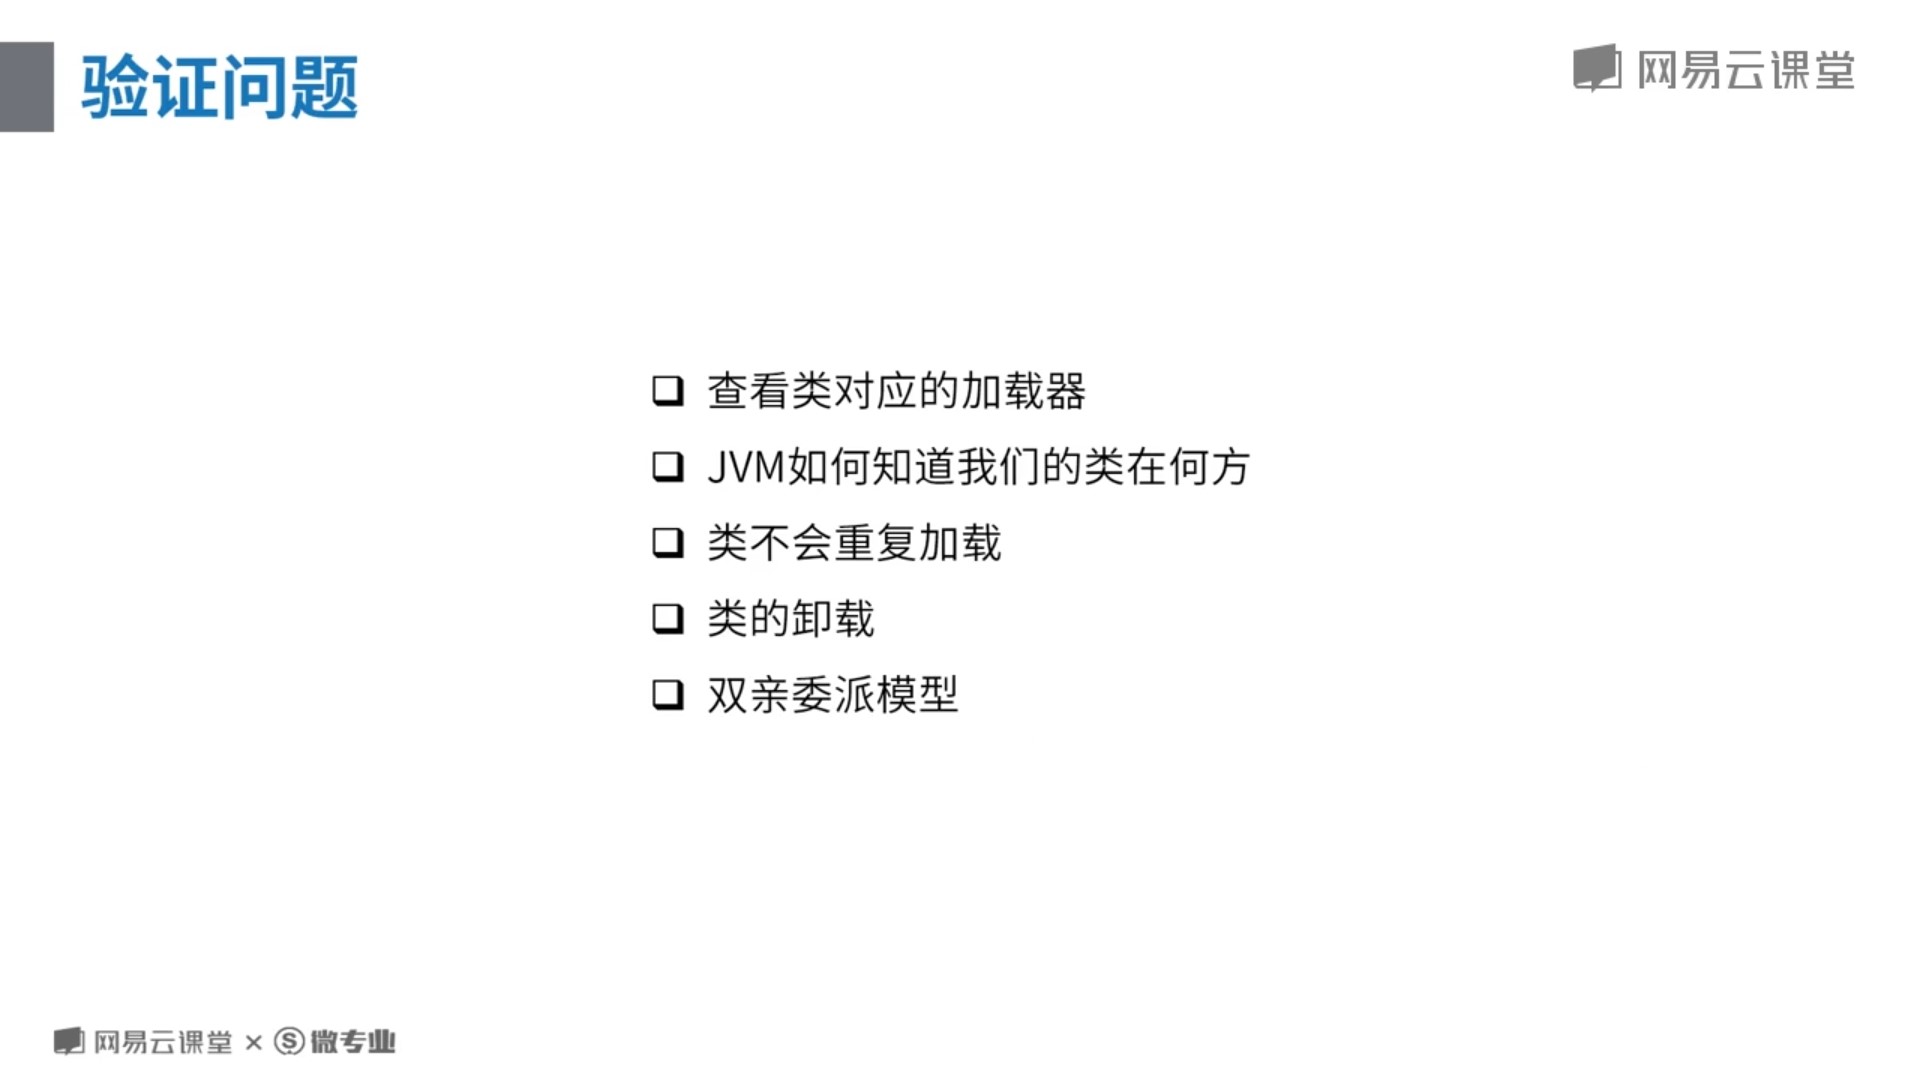 验证问题
网易云课堂
查看类对应的加载器
JVM如何知道我们的类在何方
类不会重复加载
类的卸载
双亲委派模型
网易云课堂 × 微专业